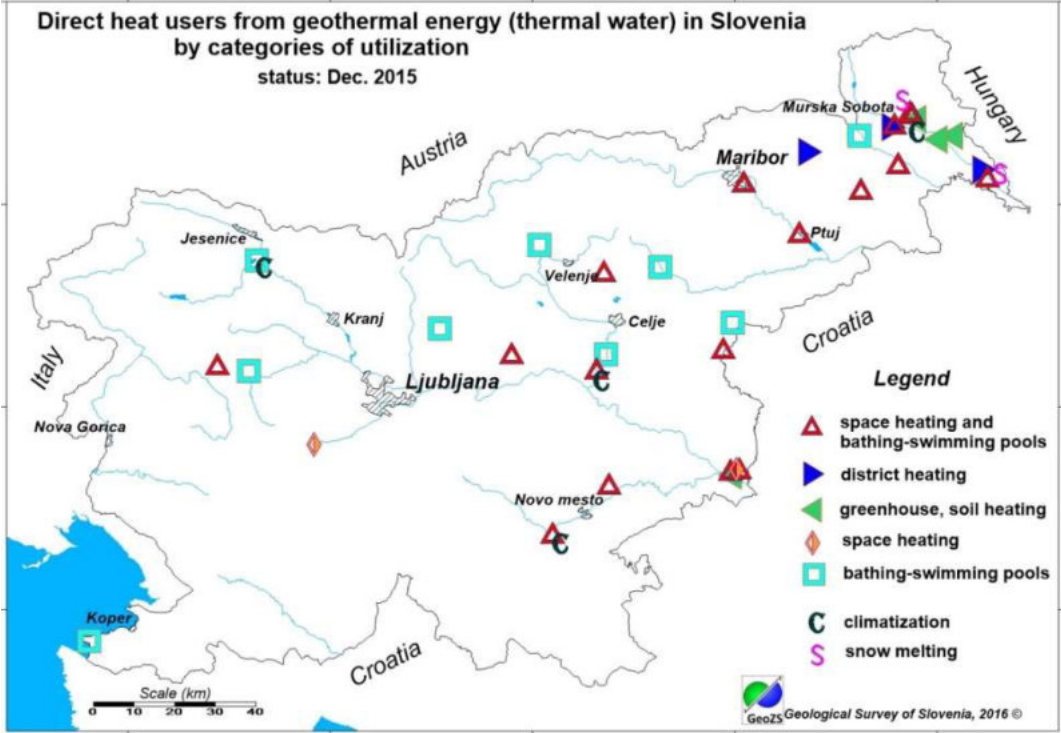 Direct heat users from geothermal energy (thermal water) in Slovenia
by categories of utilization
status: Dec. 2015
Hungary
Murska Sobota
Austria
Maribor
Ptuj
Jesenice
Velenje
Kranj
Celje
Croatia
Italy
Ljubljana
Nova Gorica
Novo mesto
Koper
Croatia
Legend
space heating and
bathing-swimming pools
district heating
greenhouse, soil heating
space heating
bathing-swimming pools
C climatization
S snow melting
Scale (km)
0 10 20 30 40
GeoZS
Geological Survey of Slovenia, 2016 ©